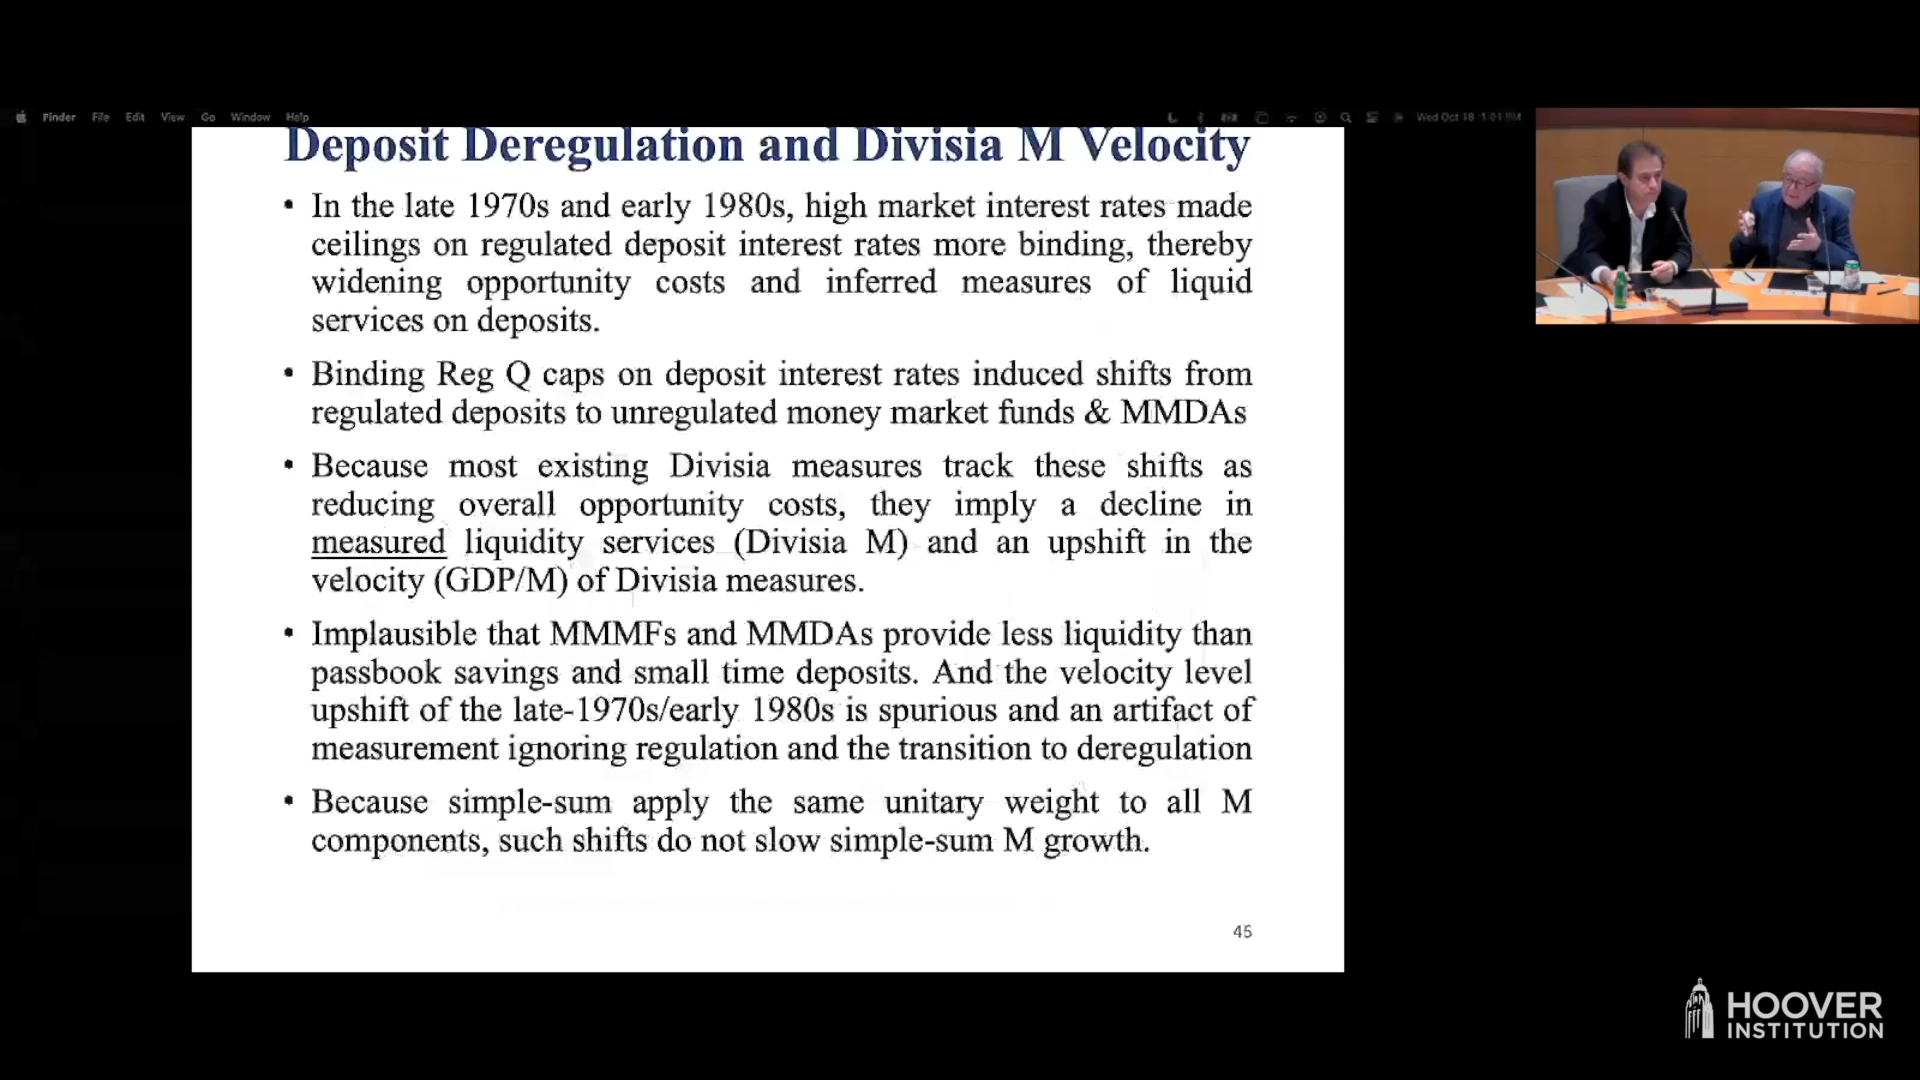 Finder File Edit View Go Window Help
Wed Oct 18 1:01 PM
Deposit Deregulation and Divisia M Velocity
• In the late 1970s and early 1980s, high market interest rates made
ceilings on regulated deposit interest rates more binding, thereby
widening opportunity costs and inferred measures of liquid
services on deposits.
• Binding Reg Q caps on deposit interest rates induced shifts from
regulated deposits to unregulated money market funds & MMDAs
• Because most existing Divisia measures track these shifts as
reducing overall opportunity costs, they imply a decline in
measured liquidity services (Divisia M) and an upshift in the
velocity (GDP/M) of Divisia measures.
• Implausible that MMMFs and MMDAs provide less liquidity than
passbook savings and small time deposits. And the velocity level
upshift of the late-1970s/early 1980s is spurious and an artifact of
measurement ignoring regulation and the transition to deregulation
• Because simple-sum apply the same unitary weight to all M
components, such shifts do not slow simple-sum M growth.
45
HOOVER
INSTITUTION